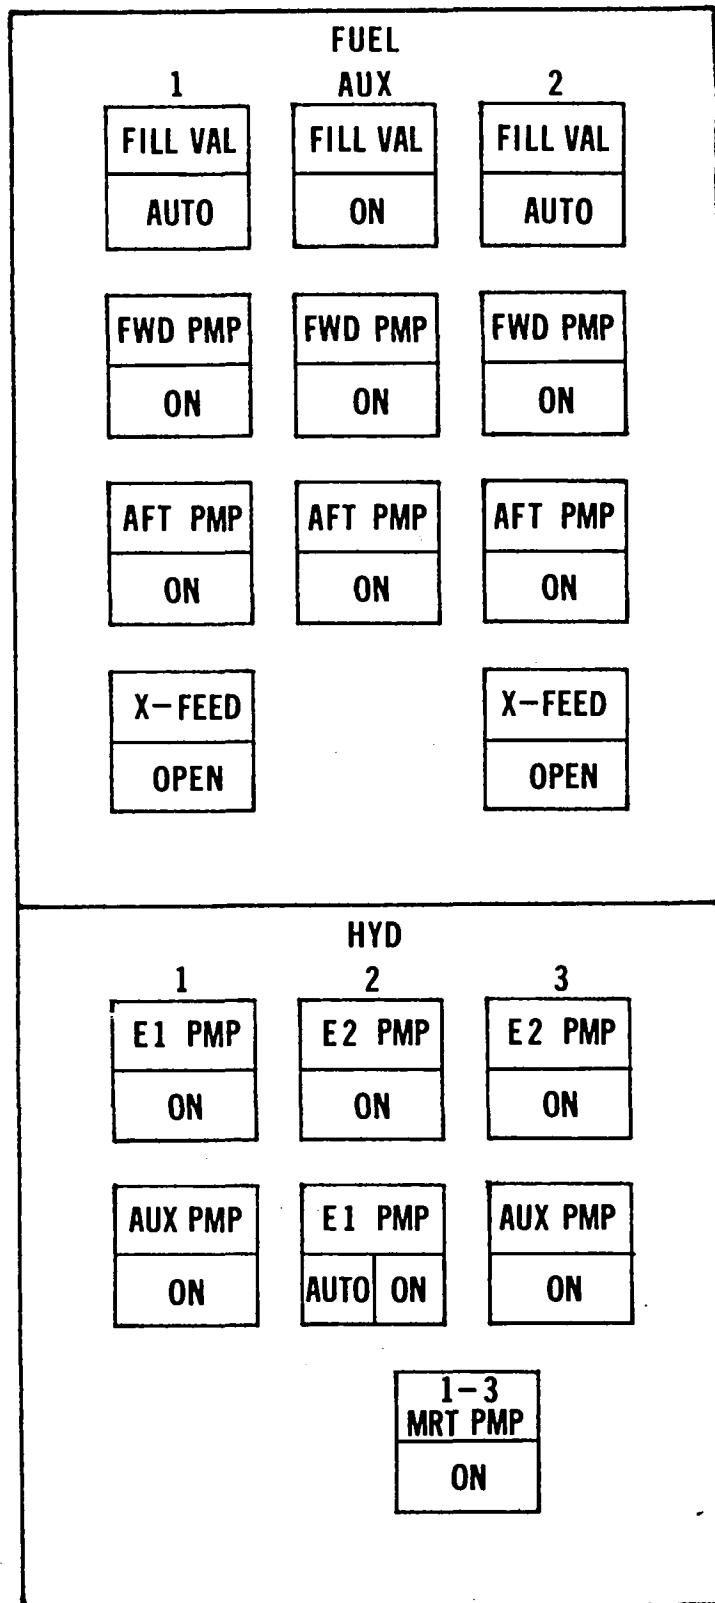 FUEL
1 AUX 2
FILL VAL FILL VAL FILL VAL
AUTO ON AUTO
FWD PMP FWD PMP FWD PMP
ON ON ON
AFT PMP AFT PMP AFT PMP
ON ON ON
X-FEED X-FEED
OPEN OPEN
HYD
1 2 3
E1 PMP E2 PMP E2 PMP
ON ON ON
AUX PMP E1 PMP AUX PMP
ON AUTO ON ON
1-3
MRT PMP
ON